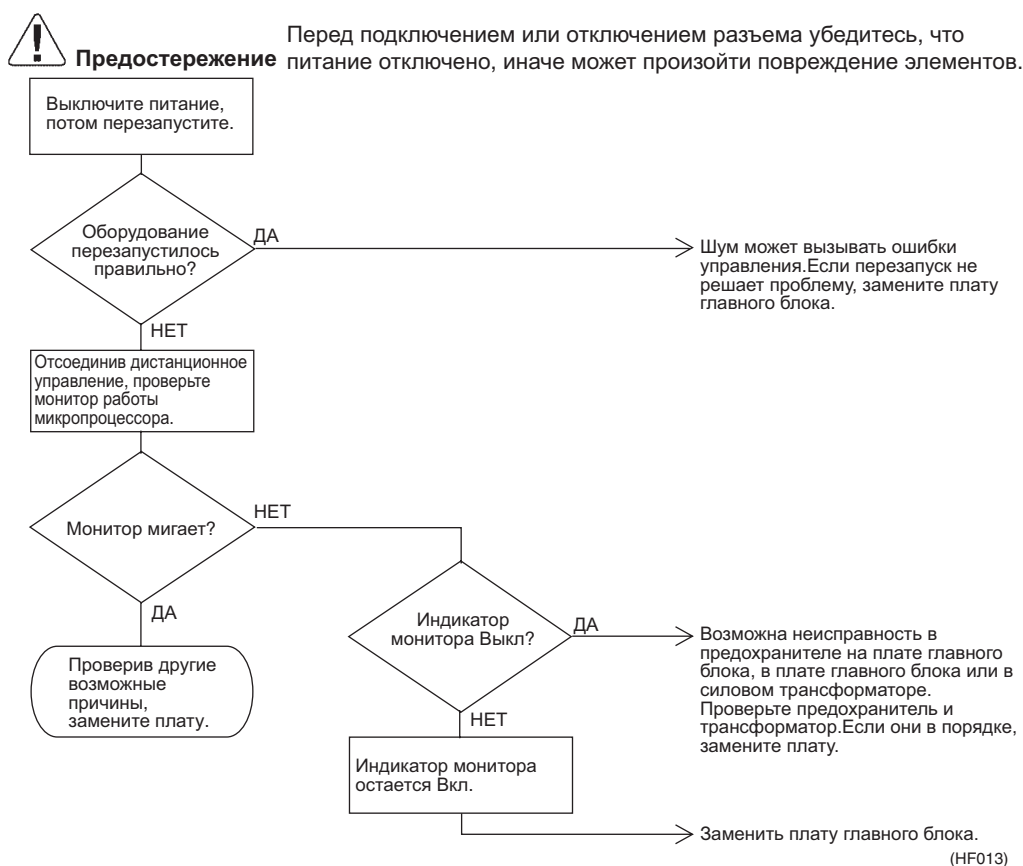 Предостережение
Перед подключением или отключением разъема убедитесь, что
питание отключено, иначе может произойти повреждение элементов.
Выключите питание,
потом перезапустите.
Оборудование
перезапустилось
правильно?
ДА
Шум может вызывать ошибки
управления.Если перезапуск не
решает проблему, замените плату
главного блока.
НЕТ
Отсоединив дистанционное
управление, проверьте
монитор работы
микропроцессора.
Монитор мигает?
НЕТ
ДА
Проверив другие
возможные
причины,
замените плату.
Индикатор
монитора Выкл?
ДА
Возможна неисправность в
предохранителе на плате главного
блока, в плате главного блока или в
силовом трансформаторе.
Проверьте предохранитель и
трансформатор.Если они в порядке,
замените плату.
НЕТ
Индикатор монитора
остается Вкл.
Заменить плату главного блока.
(HF013)